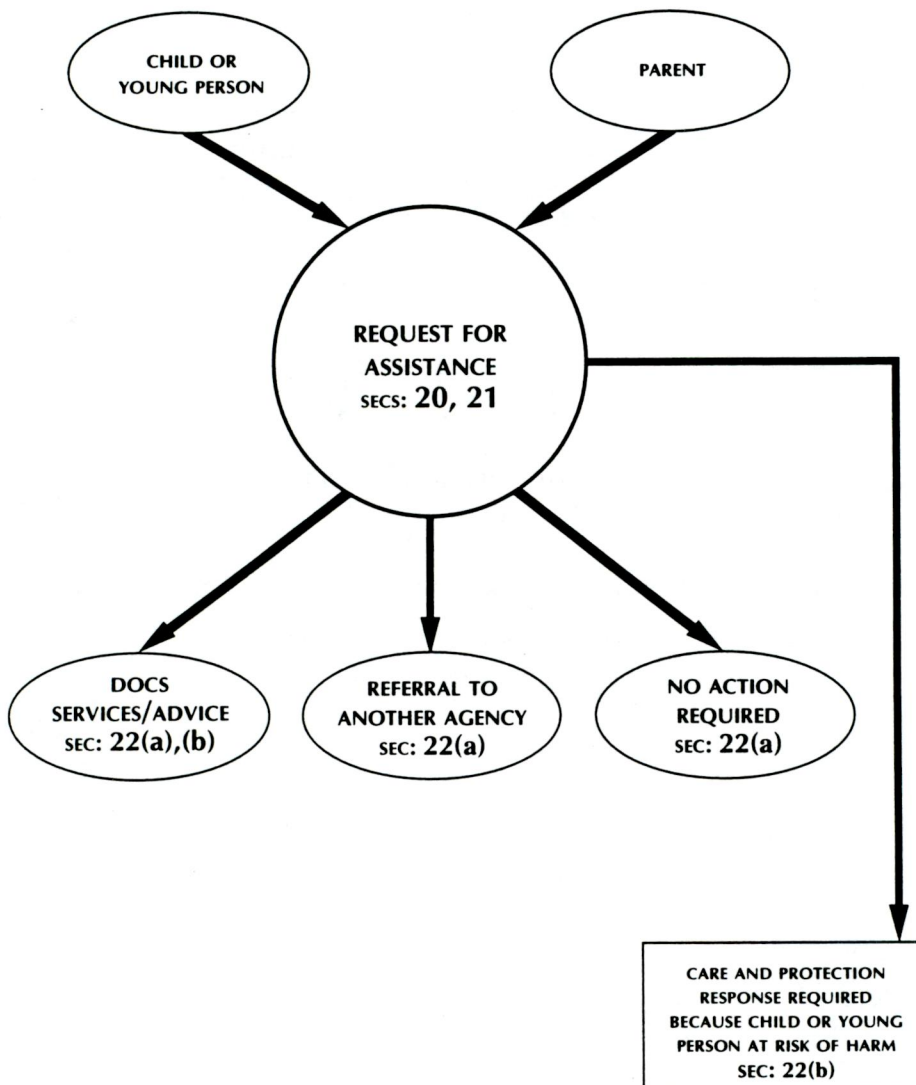 CHILD OR
YOUNG PERSON
PARENT
REQUEST FOR
ASSISTANCE
SECS: 20, 21
DOCS
SERVICES/ADVICE
SEC: 22(a),(b)
REFERRAL TO
ANOTHER AGENCY
SEC: 22(a)
NO ACTION
REQUIRED
SEC: 22(a)
CARE AND PROTECTION
RESPONSE REQUIRED
BECAUSE CHILD OR YOUNG
PERSON AT RISK OF HARM
SEC: 22(b)